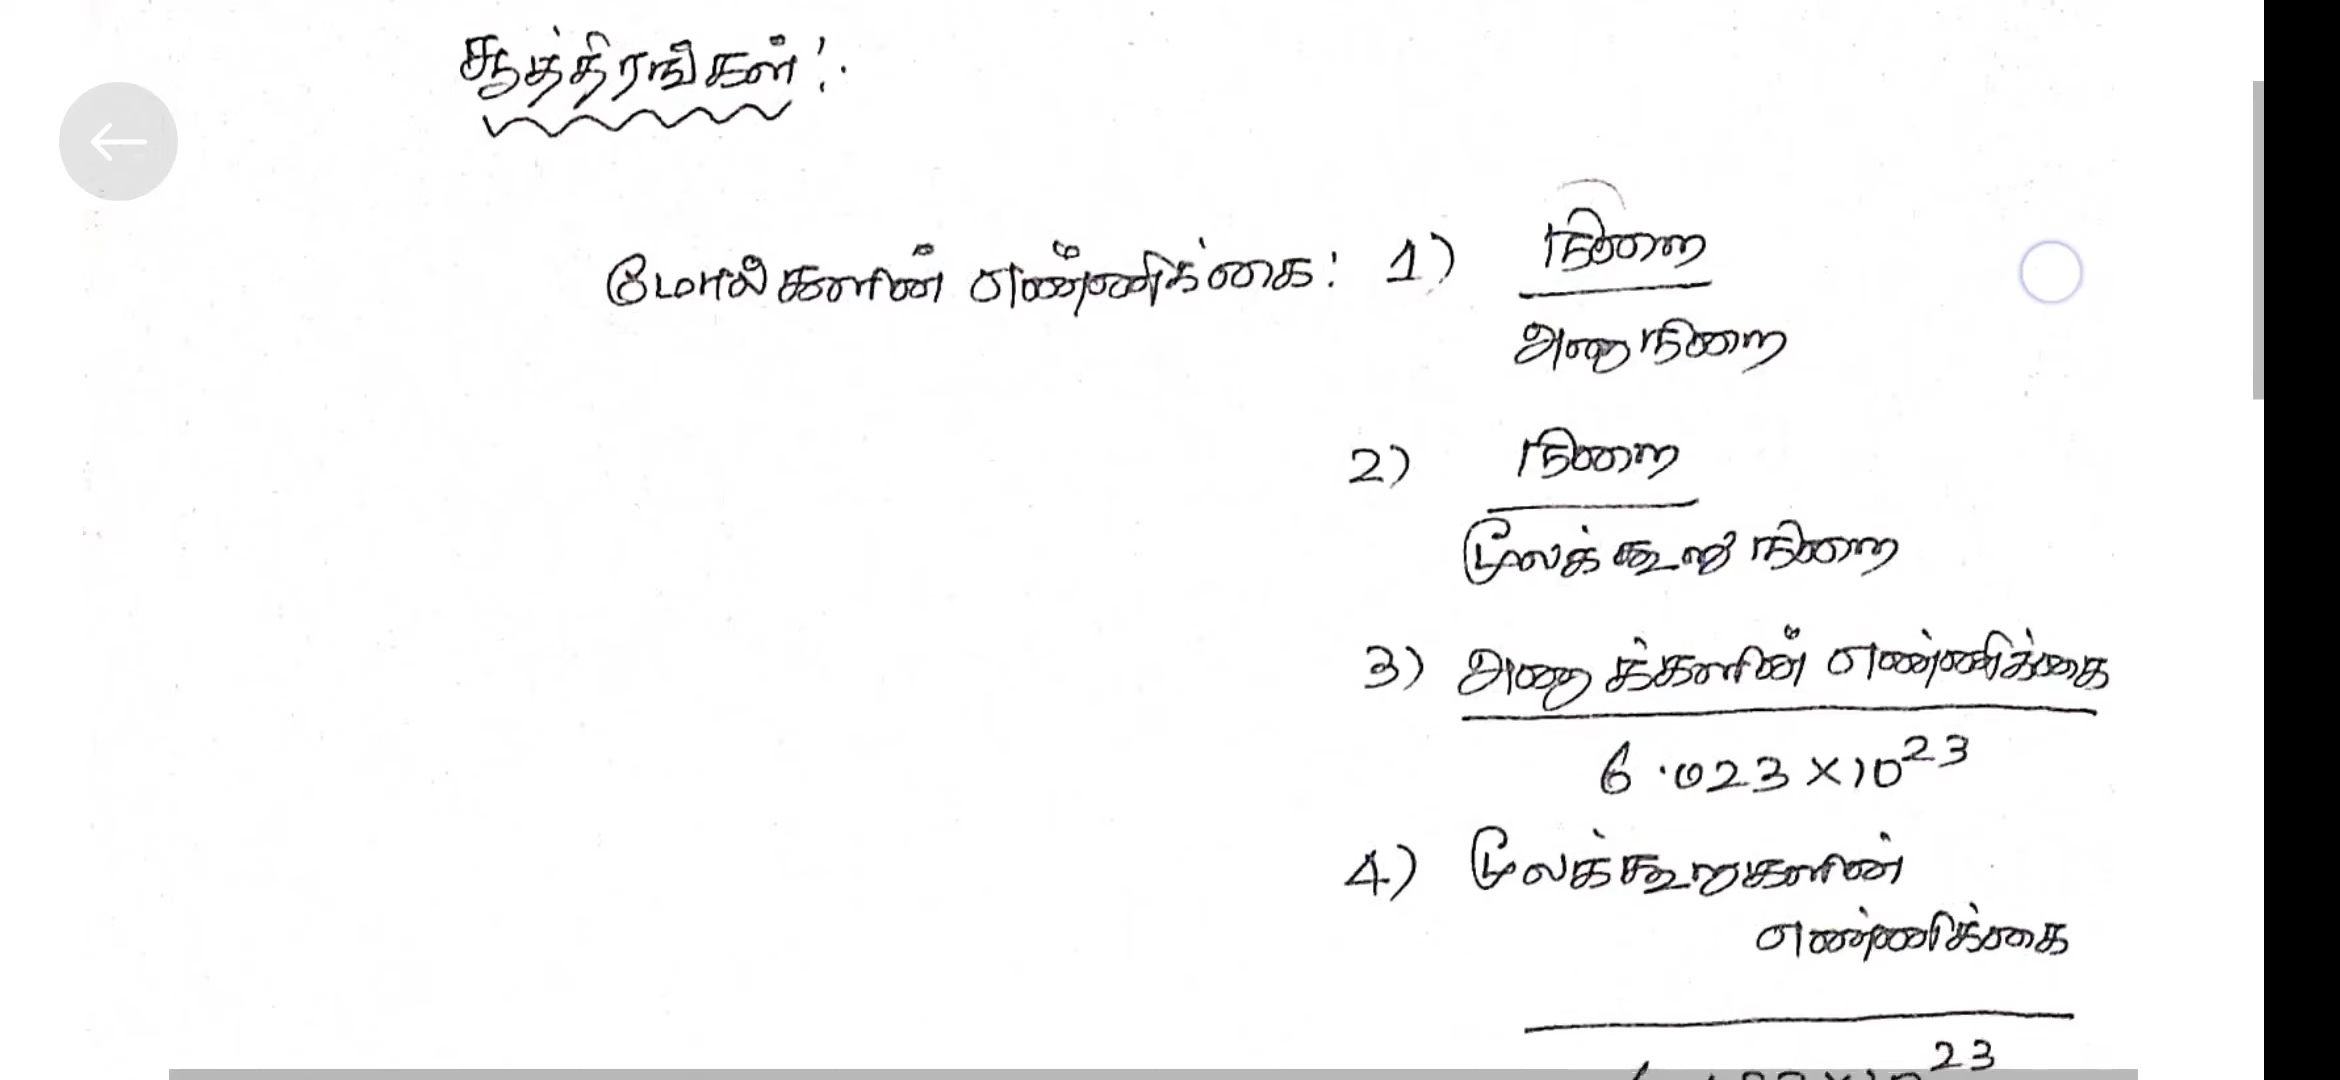 சூத்திரங்கள்:
மோல்களின் எண்ணிக்கை: 1) நிறை
அணுநிறை
2) நிறை
மூலக்கூறு நிறை
3) அணுக்களின் எண்ணிக்கை
6.023 × 10²³
4) மூலக்கூறுகளின்
எண்ணிக்கை
23